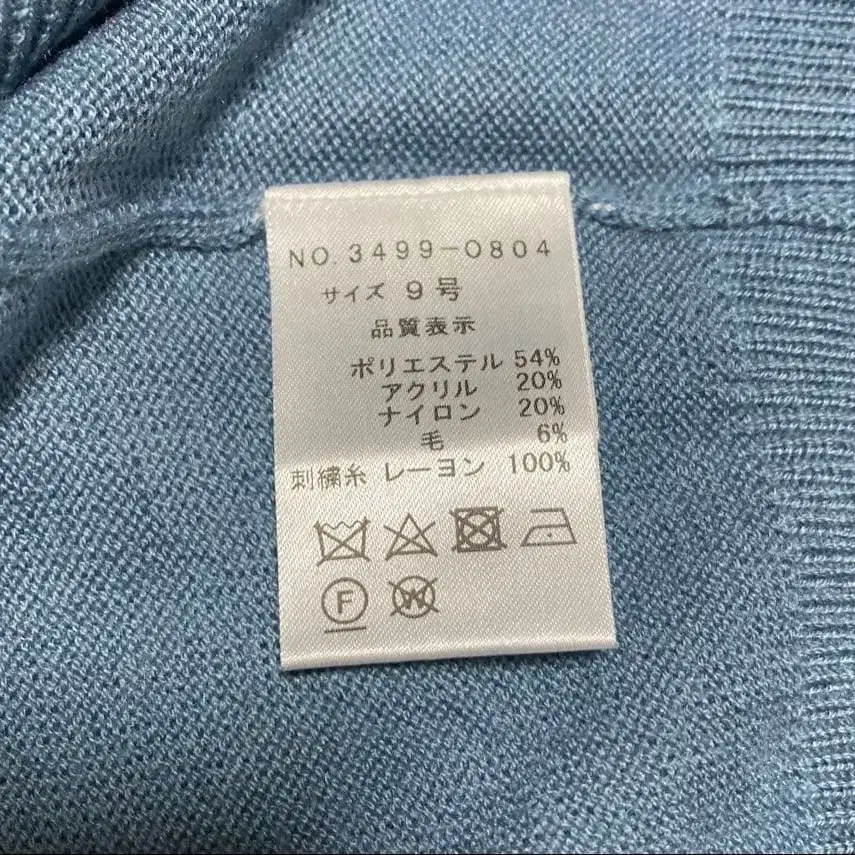 NO.3499-0804
サイズ 9号
品質表示
ポリエステル 54%
アクリル 20%
ナイロン 20%
毛 6%
刺繍糸 レーヨン 100%
F W